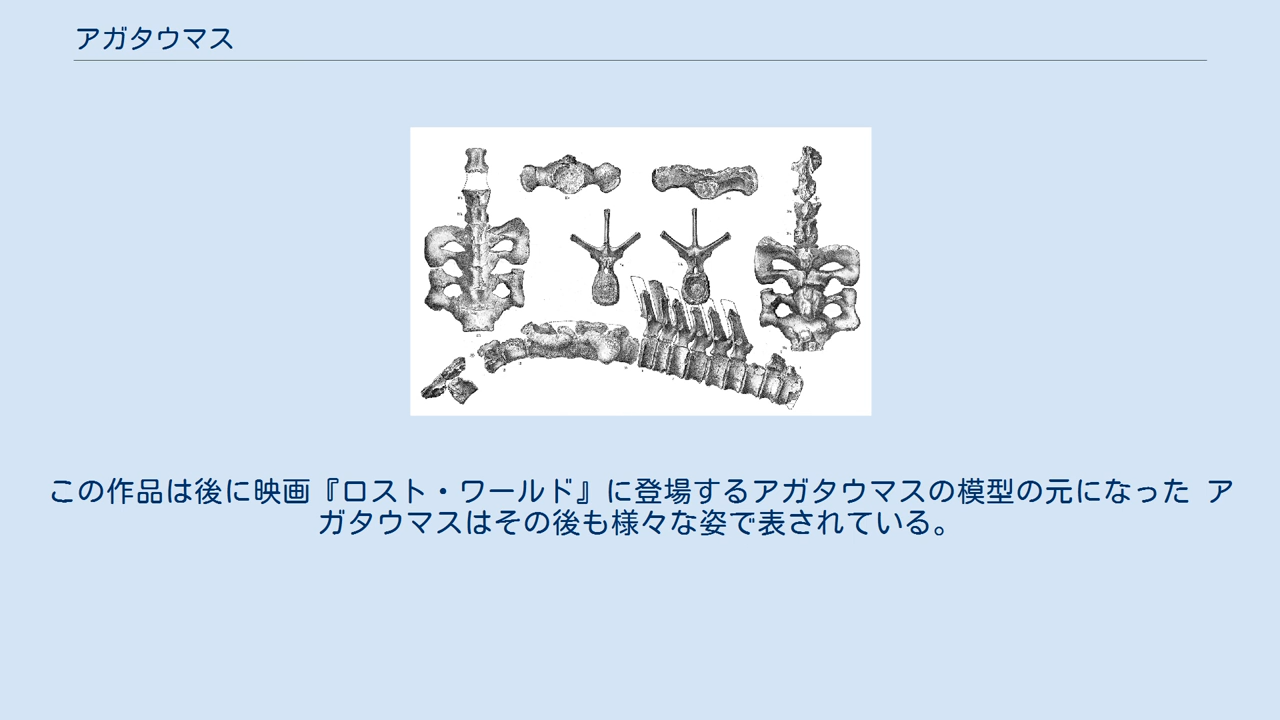 アガタウマス
この作品は後に映画『ロスト・ワールド』に登場するアガタウマスの模型の元になった ア
ガタウマスはその後も様々な姿で表されている。